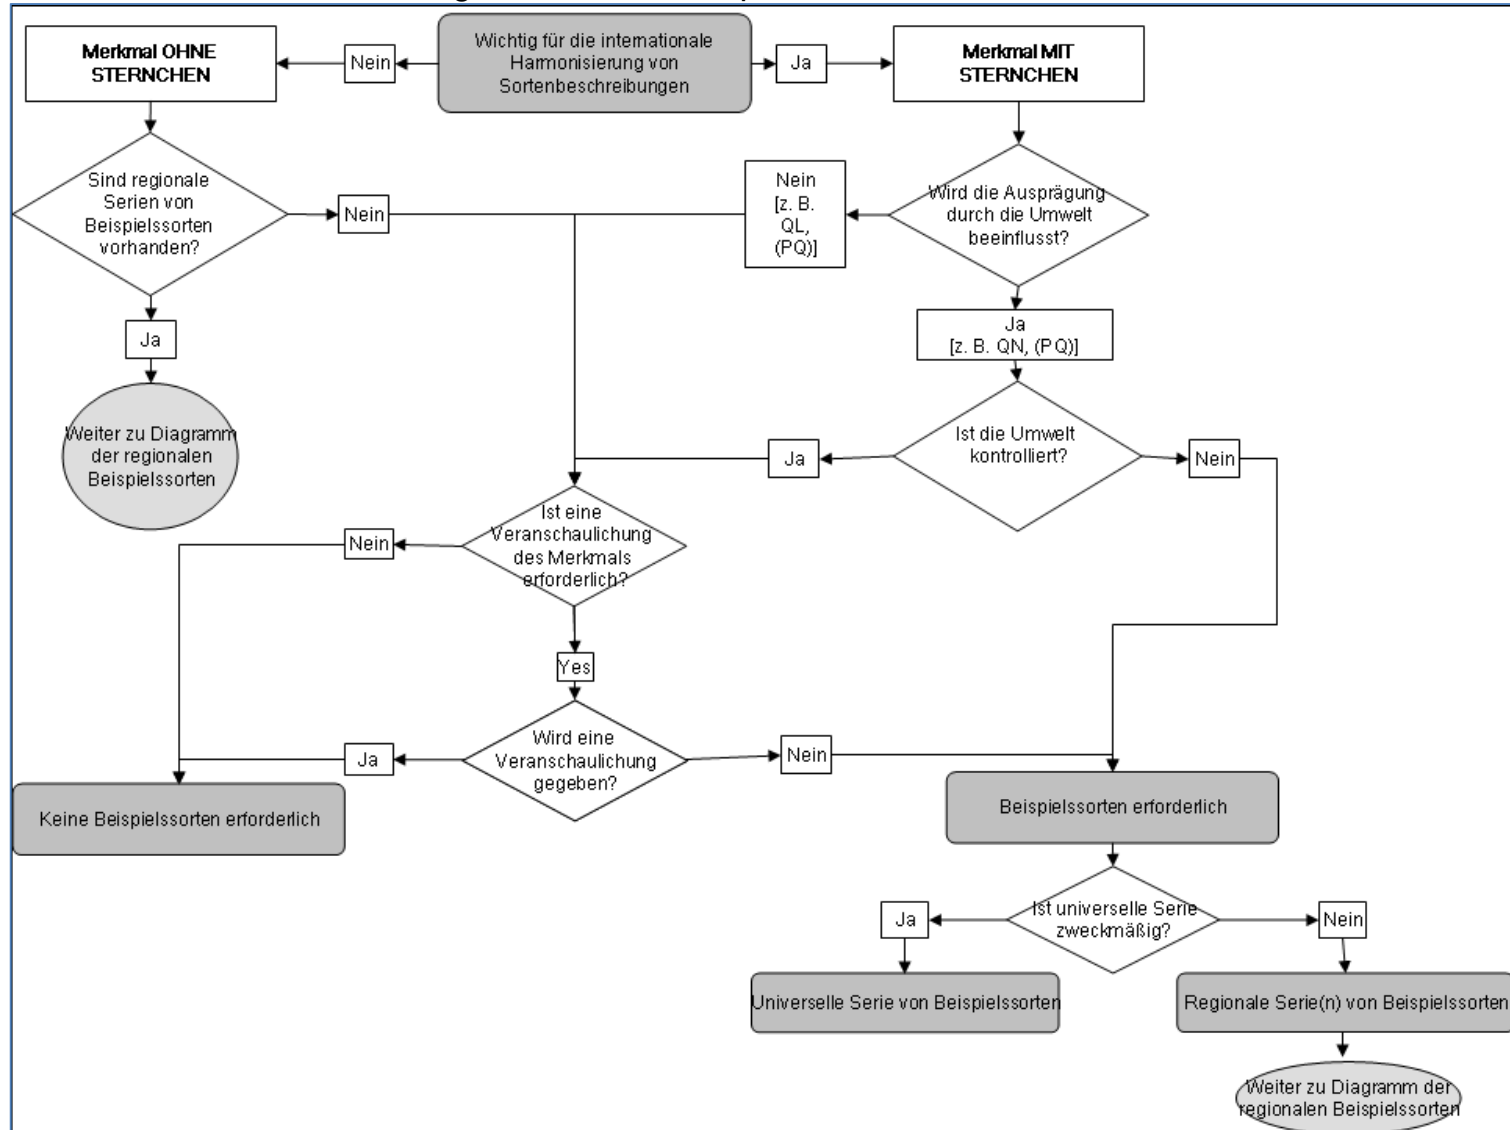 Wichtig für die internationale
Harmonisierung von
Sortenbeschreibungen
Nein
Ja
Merkmal OHNE
STERNCHEN
Merkmal MIT
STERNCHEN
Sind regionale
Serien von
Beispielssorten
vorhanden?
Nein
Nein
[z. B.
QL,
(PQ)]
Wird die Ausprägung
durch die Umwelt
beeinflusst?
Ja
Ja
[z. B. QN, (PQ)]
Weiter zu Diagramm
der regionalen
Beispielssorten
Ja
Ist die Umwelt
kontrolliert?
Nein
Nein
Ist eine
Veranschaulichung
des Merkmals
erforderlich?
Yes
Ja
Wird eine
Veranschaulichung
gegeben?
Nein
Keine Beispielssorten erforderlich
Beispielssorten erforderlich
Ja
Ist universelle Serie
zweckmäßig?
Nein
Universelle Serie von Beispielssorten
Regionale Serie(n) von Beispielssorten
Weiter zu Diagramm der
regionalen Beispielssorten